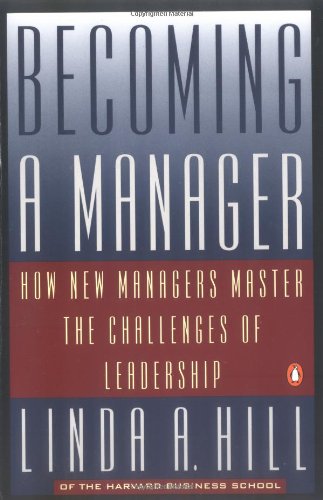 BECOMING
A MANAGER
HOW NEW MANAGERS MASTER
THE CHALLENGES OF
LEADERSHIP
LINDA A. HILL
OF THE HARVARD BUSINESS SCHOOL